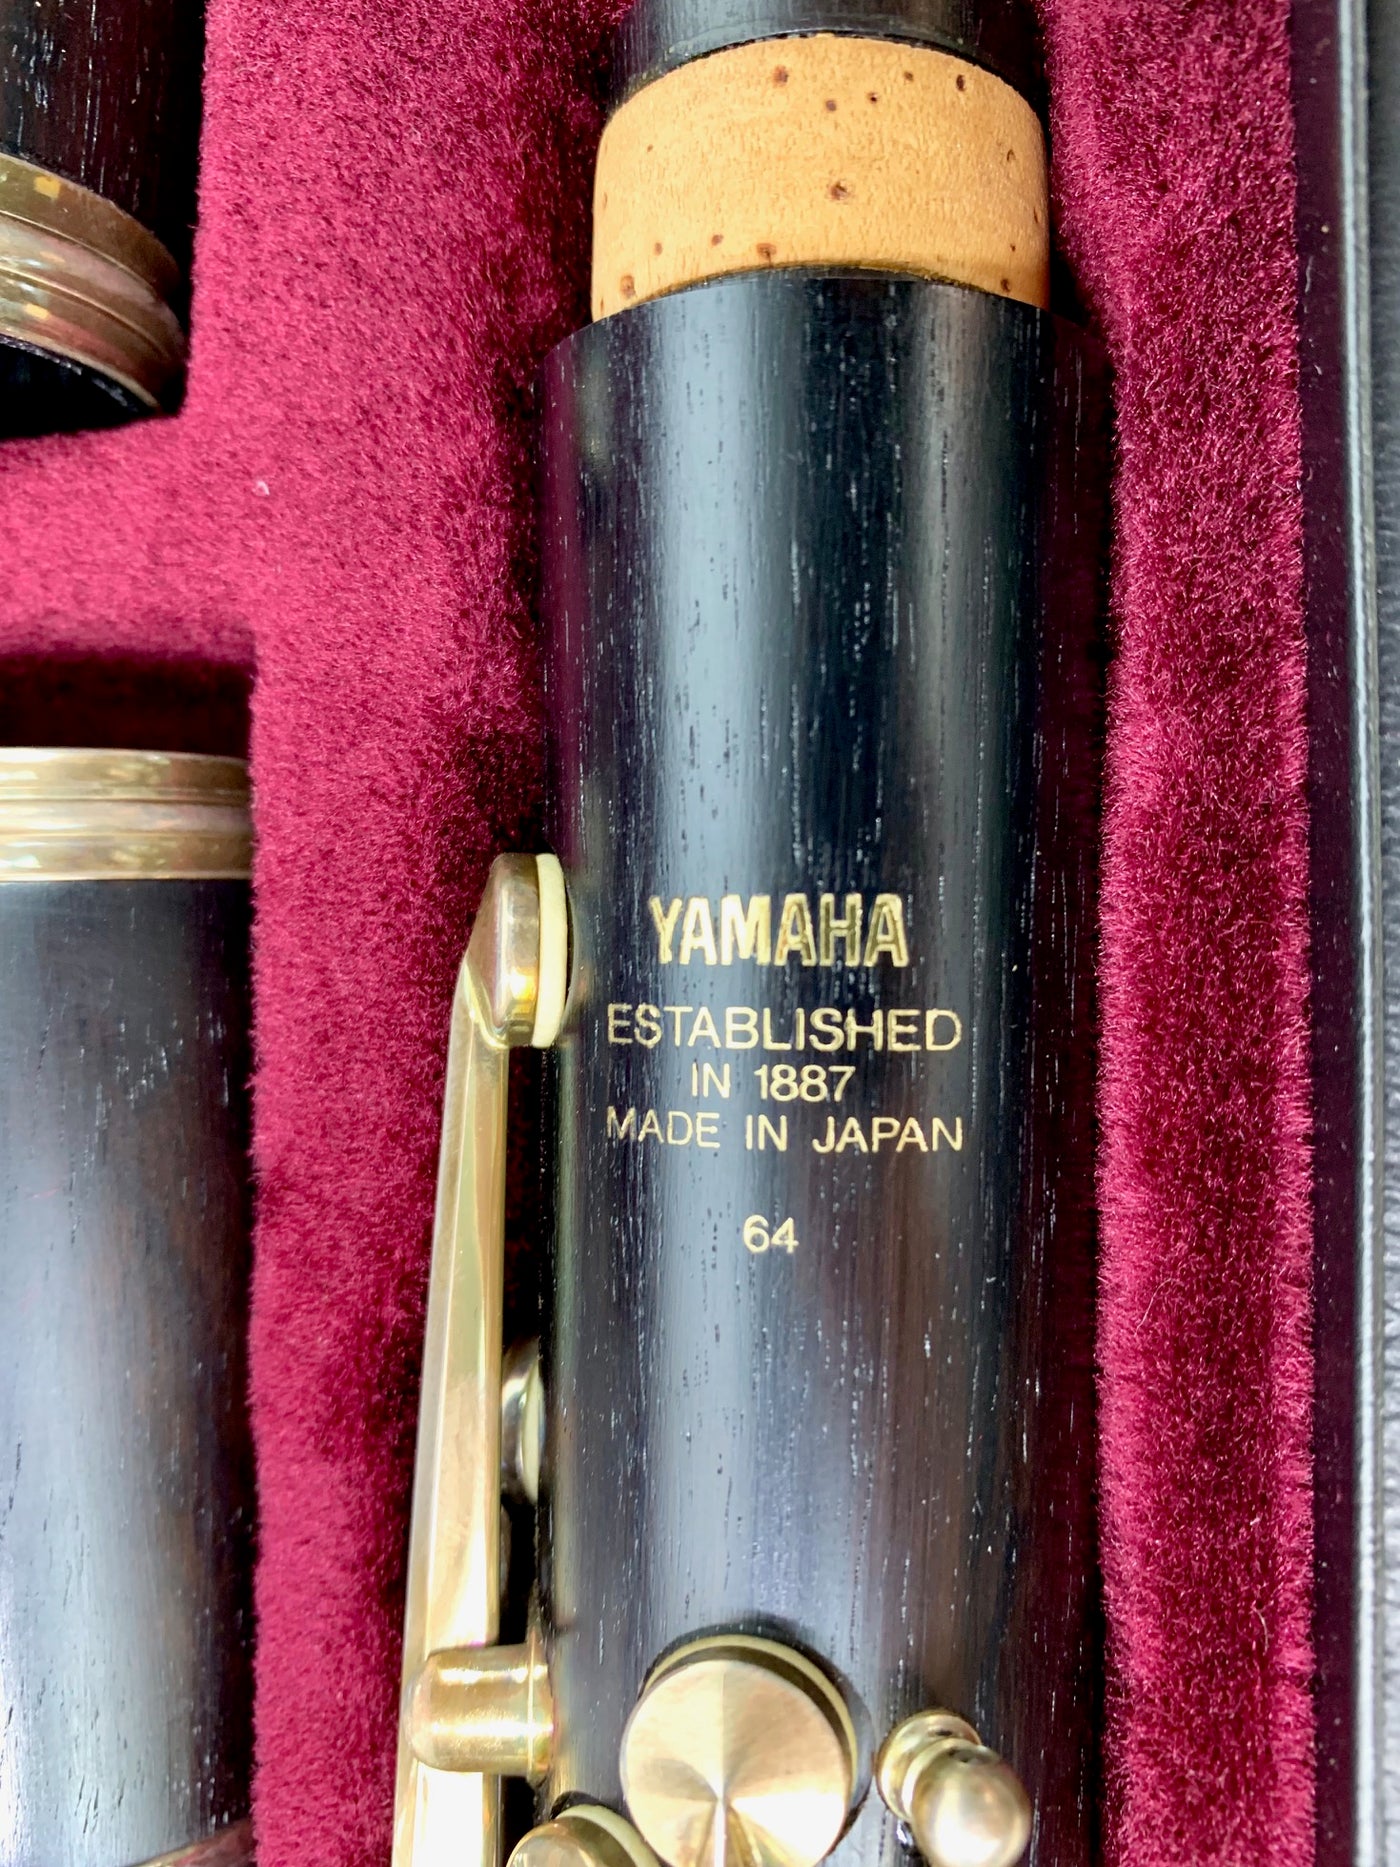 YAMAHA
ESTABLISHED
IN 1887
MADE IN JAPAN
64